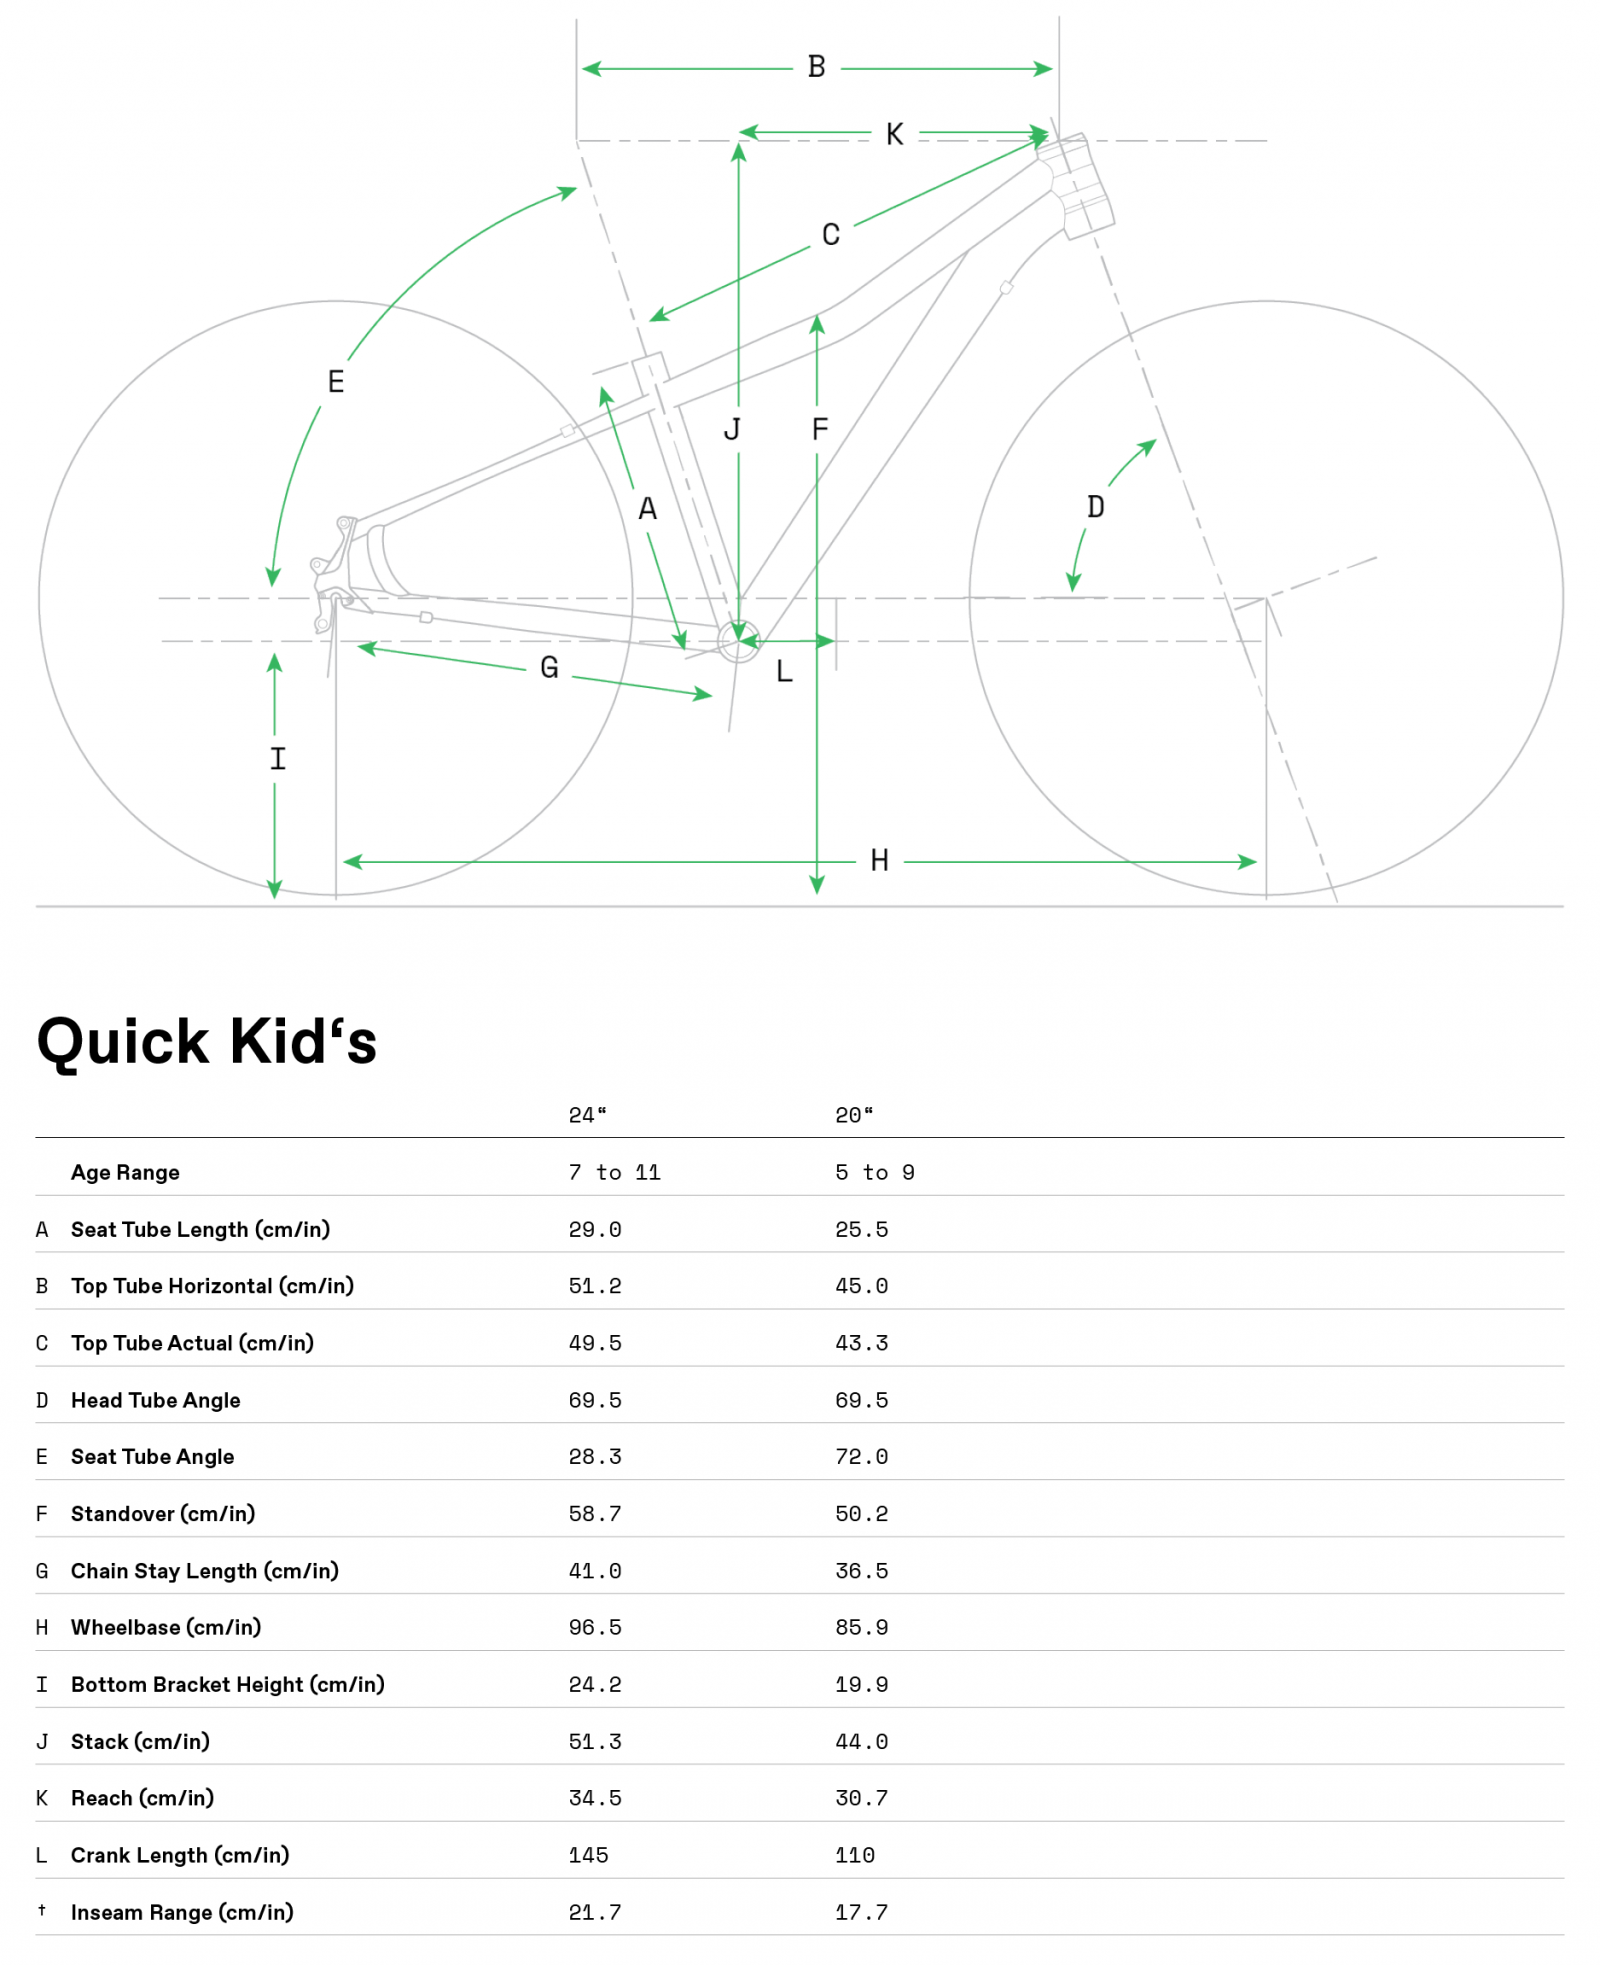 B
K
C
E
J
F
A
D
G
L
I
H
Quick Kid‘s
24“ 20“
Age Range 7 to 11 5 to 9
A Seat Tube Length (cm/in) 29.0 25.5
B Top Tube Horizontal (cm/in) 51.2 45.0
C Top Tube Actual (cm/in) 49.5 43.3
D Head Tube Angle 69.5 69.5
E Seat Tube Angle 28.3 72.0
F Standover (cm/in) 58.7 50.2
G Chain Stay Length (cm/in) 41.0 36.5
H Wheelbase (cm/in) 96.5 85.9
I Bottom Bracket Height (cm/in) 24.2 19.9
J Stack (cm/in) 51.3 44.0
K Reach (cm/in) 34.5 30.7
L Crank Length (cm/in) 145 110
† Inseam Range (cm/in) 21.7 17.7